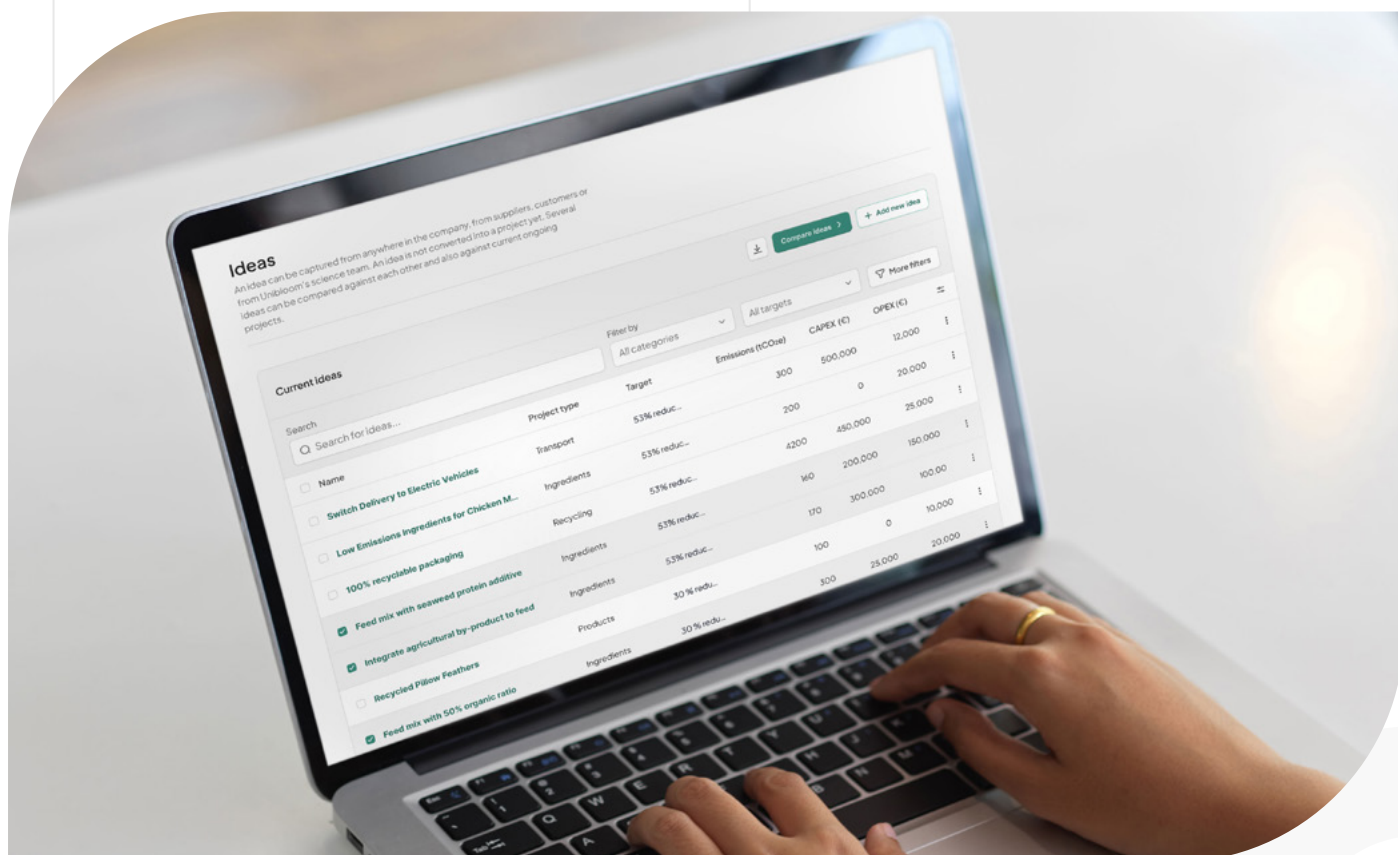 Ideas
An idea can be captured from anywhere in the company, from suppliers, customers or
from Unibloom's science team. An idea is not converted into a project yet. Several
ideas can be compared against each other and also against current ongoing
projects.
Compare ideas
+ Add new idea
Current ideas
Search
Search for ideas...
Filter by
All categories
All targets
More filters
Name Project type Target Emissions (tCO2e) CAPEX (€) OPEX (€)
Switch Delivery to Electric Vehicles Transport 53% reduc... 300 500,000 12,000
Low Emissions Ingredients for Chicken M... Ingredients 53% reduc... 200 0 20,000
100% recyclable packaging Recycling 53% reduc... 4200 450,000 25,000
Feed mix with seaweed protein additive Ingredients 53% reduc... 160 200,000 150,000
Integrate agricultural by-product to feed Ingredients 53% reduc... 170 300,000 100,00
Recycled Pillow Feathers Products 30 % redu... 100 0 10,000
Feed mix with 50% organic ratio Ingredients 30 % redu... 300 25,000 20,000
Esc
Tab
Q W E R T Y U
A
B N M